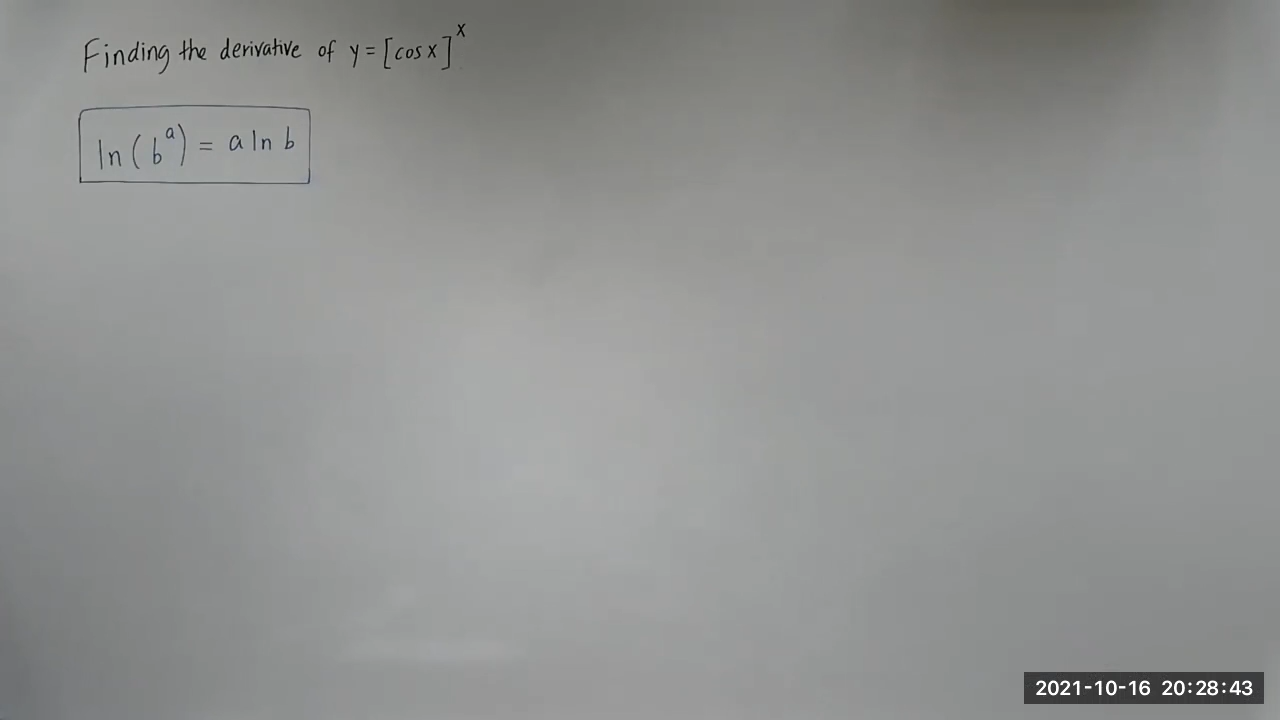 Finding the derivative of y = [cos x]^x
ln(b^a) = a ln b
2021-10-16 20:28:43